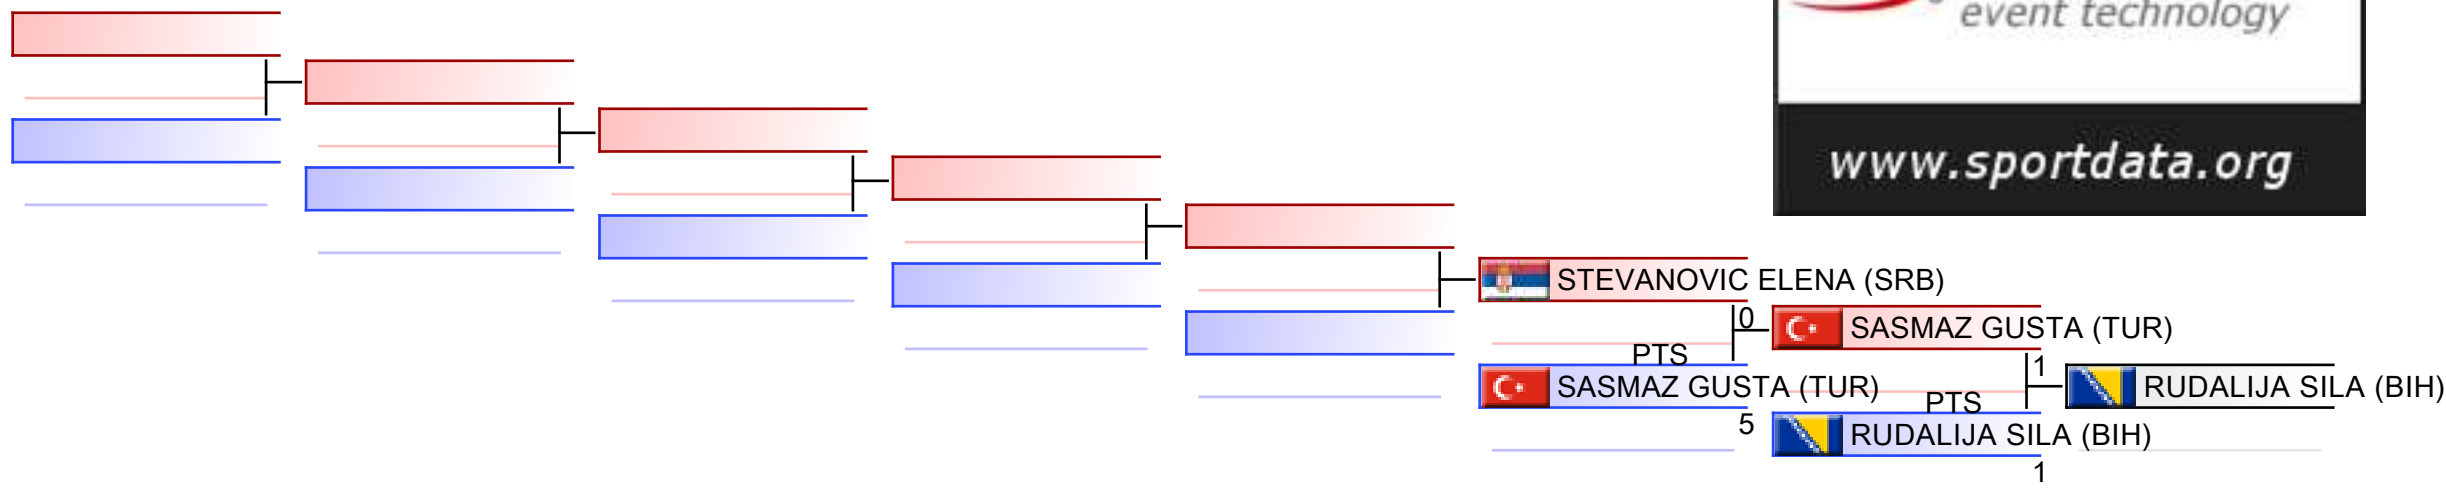 event technology
www.sportdata.org
STEVANOVIC ELENA (SRB)
0
SASMAZ GUSTA (TUR)
PTS
1
SASMAZ GUSTA (TUR)
RUDALIJA SILA (BIH)
PTS
5
RUDALIJA SILA (BIH)
1